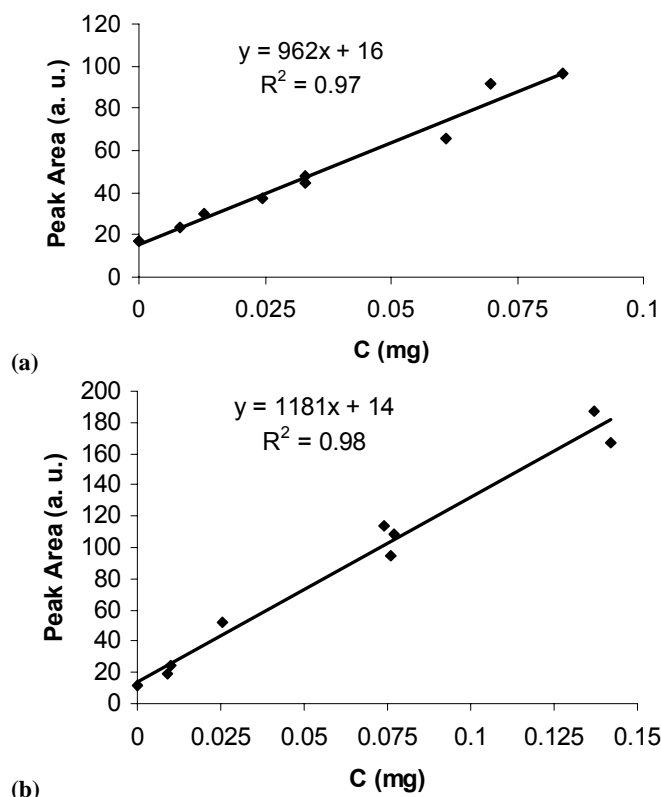 120
100
80
60
40
20
0
Peak Area (a. u.)
y = 962x + 16
R² = 0.97
0 0.025 0.05 0.075 0.1
C (mg)
(a)
200
180
160
140
120
100
80
60
40
20
0
Peak Area (a. u.)
y = 1181x + 14
R² = 0.98
0 0.025 0.05 0.075 0.1 0.125 0.15
C (mg)
(b)